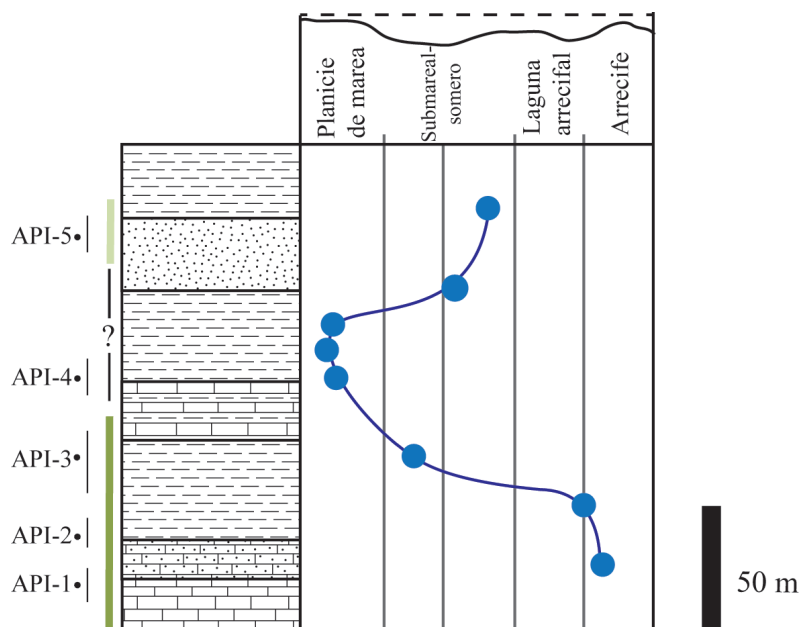 Planicie
de marea
Submareal-
somero
Laguna
arrecifal
Arrecife
API-5•
?
API-4•
API-3•
API-2•
API-1•
50 m